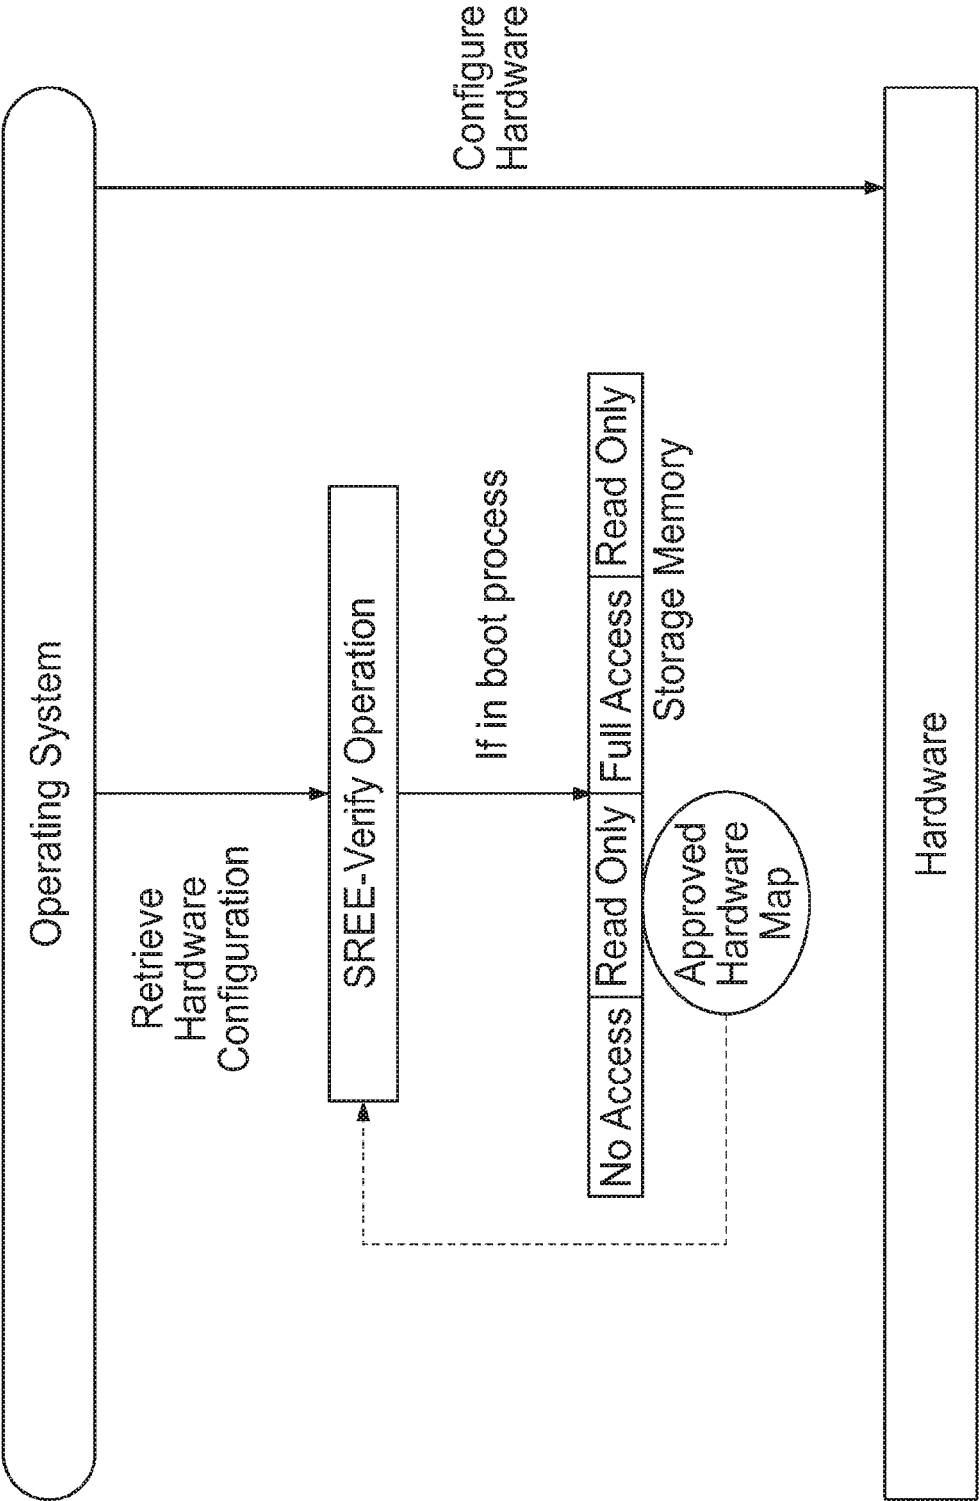 Operating System
Retrieve
Hardware
Configuration
Configure
Hardware
SREE-Verify Operation
If in boot process
No Access
Read Only
Full Access
Read Only
Storage Memory
Approved
Hardware
Map
Hardware